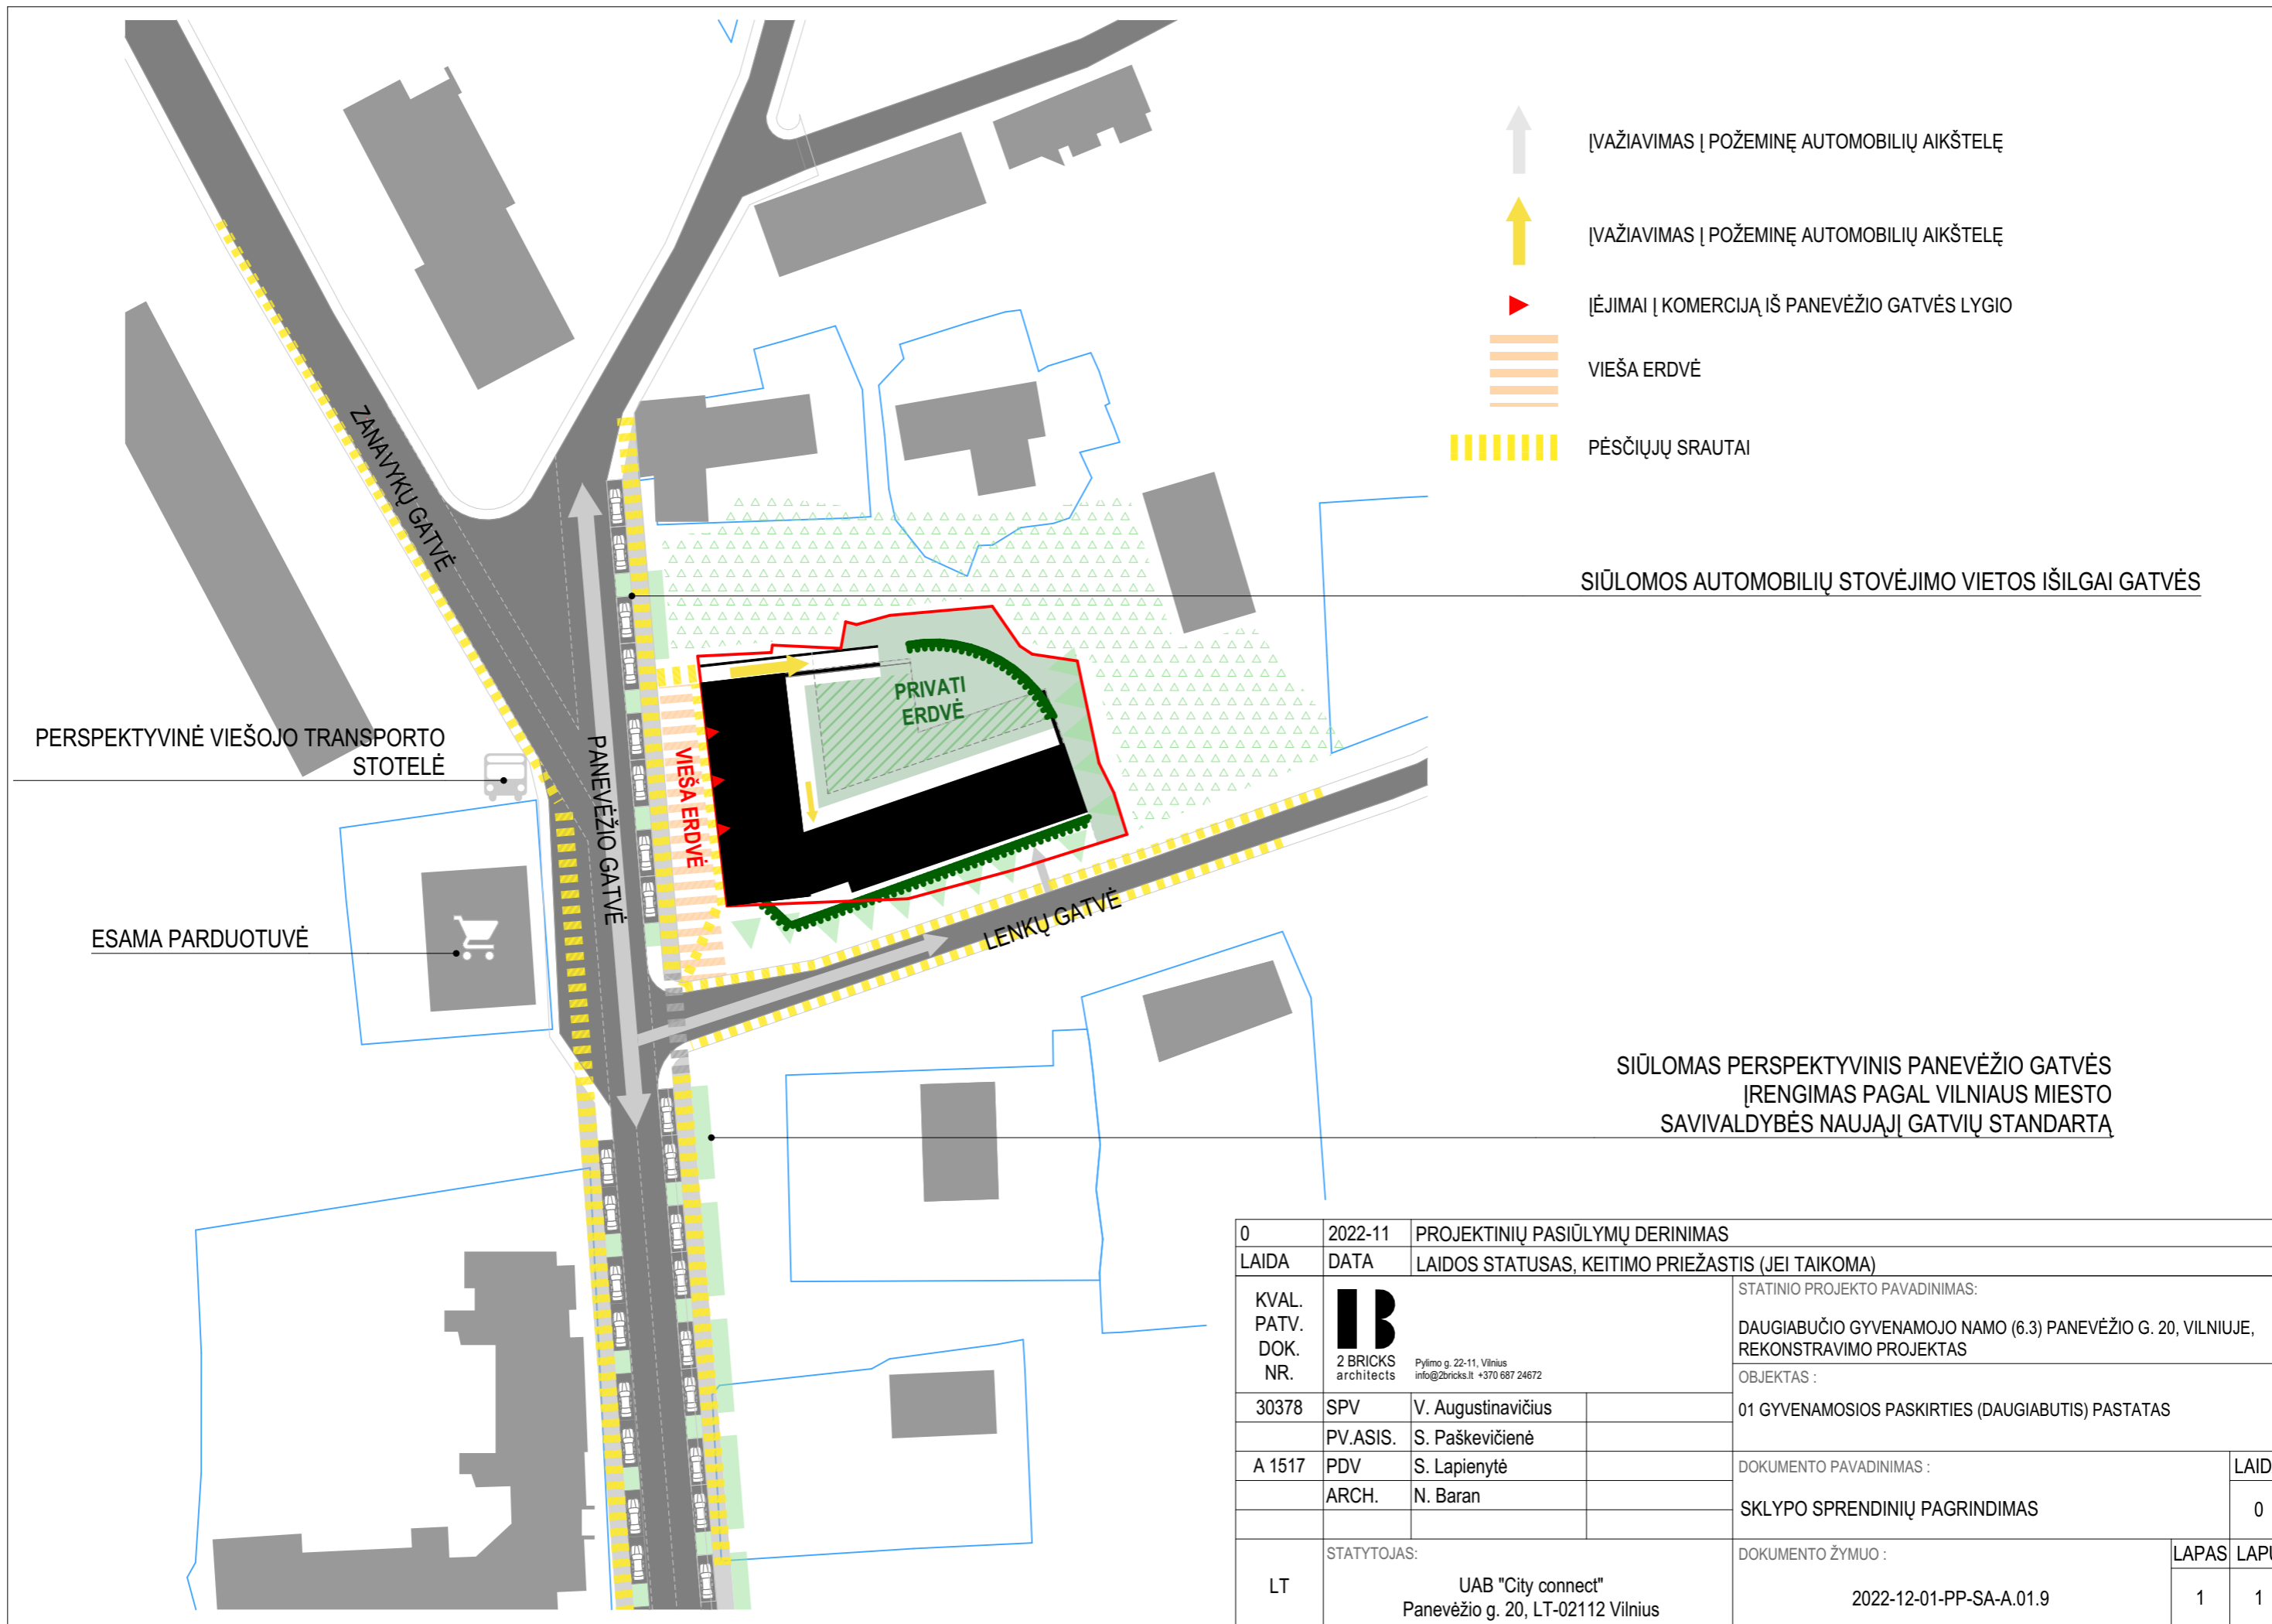 ĮVAŽIAVIMAS Į POŽEMINĘ AUTOMOBILIŲ AIKŠTELĘ
ĮVAŽIAVIMAS Į POŽEMINĘ AUTOMOBILIŲ AIKŠTELĘ
ĮĖJIMAI Į KOMERCIJĄ IŠ PANEVĖŽIO GATVĖS LYGIO
VIEŠA ERDVĖ
PĖSČIŲJŲ SRAUTAI
ZANAVYKŲ GATVĖ
SIŪLOMOS AUTOMOBILIŲ STOVĖJIMO VIETOS IŠILGAI GATVĖS
PRIVATI
ERDVĖ
PERSPEKTYVINĖ VIEŠOJO TRANSPORTO
STOTELĖ
PANEVĖŽIO GATVĖ
VIEŠA ERDVĖ
LENKŲ GATVĖ
ESAMA PARDUOTUVĖ
SIŪLOMAS PERSPEKTYVINIS PANEVĖŽIO GATVĖS
ĮRENGIMAS PAGAL VILNIAUS MIESTO
SAVIVALDYBĖS NAUJĄJĮ GATVIŲ STANDARTĄ
0 2022-11 PROJEKTINIŲ PASIŪLYMŲ DERINIMAS
LAIDA DATA LAIDOS STATUSAS, KEITIMO PRIEŽASTIS (JEI TAIKOMA)
KVAL.
PATV.
DOK.
NR.
2 BRICKS
architects
Pylimo g. 22-11, Vilnius
info@2bricks.lt +370 687 24672
STATINIO PROJEKTO PAVADINIMAS:
DAUGIABUČIO GYVENAMOJO NAMO (6.3) PANEVĖŽIO G. 20, VILNIUJE,
REKONSTRAVIMO PROJEKTAS
OBJEKTAS :
01 GYVENAMOSIOS PASKIRTIES (DAUGIABUTIS) PASTATAS
30378 SPV V. Augustinavičius
PV.ASIS. S. Paškevičienė
A 1517 PDV S. Lapienytė
ARCH. N. Baran
DOKUMENTO PAVADINIMAS : LAID
SKLYPO SPRENDINIŲ PAGRINDIMAS 0
LT
STATYTOJAS:
UAB "City connect"
Panevėžio g. 20, LT-02112 Vilnius
DOKUMENTO ŽYMUO : LAPAS LAPŲ
2022-12-01-PP-SA-A.01.9 1 1